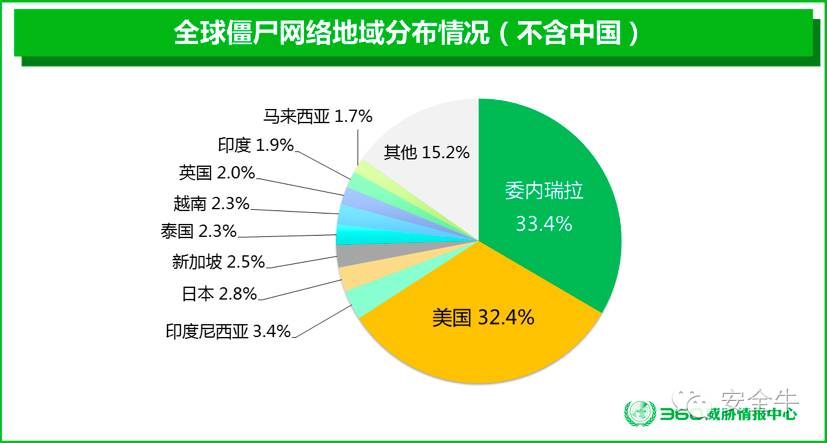 全球僵尸网络地域分布情况（不含中国）
马来西亚 1.7%
其他 15.2%
印度 1.9%
英国 2.0%
委内瑞拉
33.4%
越南 2.3%
泰国 2.3%
新加坡 2.5%
日本 2.8%
美国 32.4%
印度尼西亚 3.4%
安全牛
360威胁情报中心